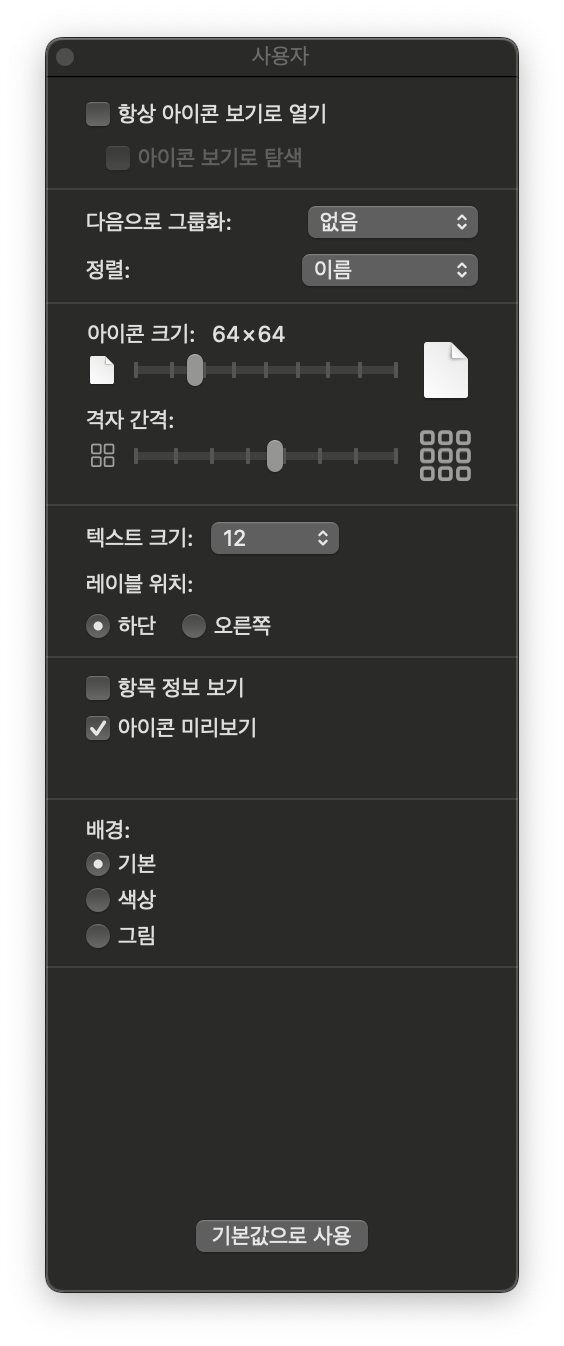 사용자
항상 아이콘 보기로 열기
아이콘 보기로 탐색
다음으로 그룹화: 없음
정렬: 이름
아이콘 크기: 64×64
격자 간격:
텍스트 크기: 12
레이블 위치:
하단 오른쪽
항목 정보 보기
아이콘 미리보기
배경:
기본
색상
그림
기본값으로 사용